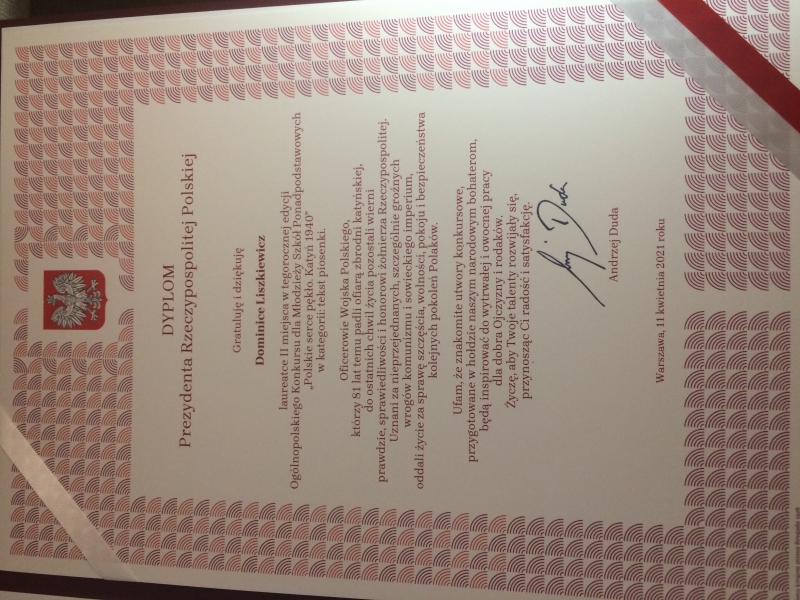 DYPLOM
Prezydenta Rzeczypospolitej Polskiej
Gratuluję i dziękuję
Dominice Liszkiewicz
laureatce II miejsca w tegorocznej edycji
Ogólnopolskiego Konkursu dla Młodzieży Szkół Ponadpodstawowych
„Polskie serce pękło. Katyń 1940”
w kategorii: tekst piosenki.
Oficerowie Wojska Polskiego,
którzy 81 lat temu padli ofiarą zbrodni katyńskiej,
do ostatnich chwil życia pozostali wierni
prawdzie, sprawiedliwości i honorowi żołnierza Rzeczypospolitej.
Uznani za nieprzejednanych, szczególnie groźnych
wrogów komunizmu i sowieckiego imperium,
oddali życie za sprawę szczęścia, wolności, pokoju i bezpieczeństwa
kolejnych pokoleń Polaków.
Ufam, że znakomite utwory konkursowe,
przygotowane w hołdzie naszym narodowym bohaterom,
będą inspirować do wytrwałej i owocnej pracy
dla dobra Ojczyzny i rodaków.
Życzę, aby Twoje talenty rozwijały się,
przynosząc Ci radość i satysfakcję.
Andrzej Duda
Warszawa, 11 kwietnia 2021 roku